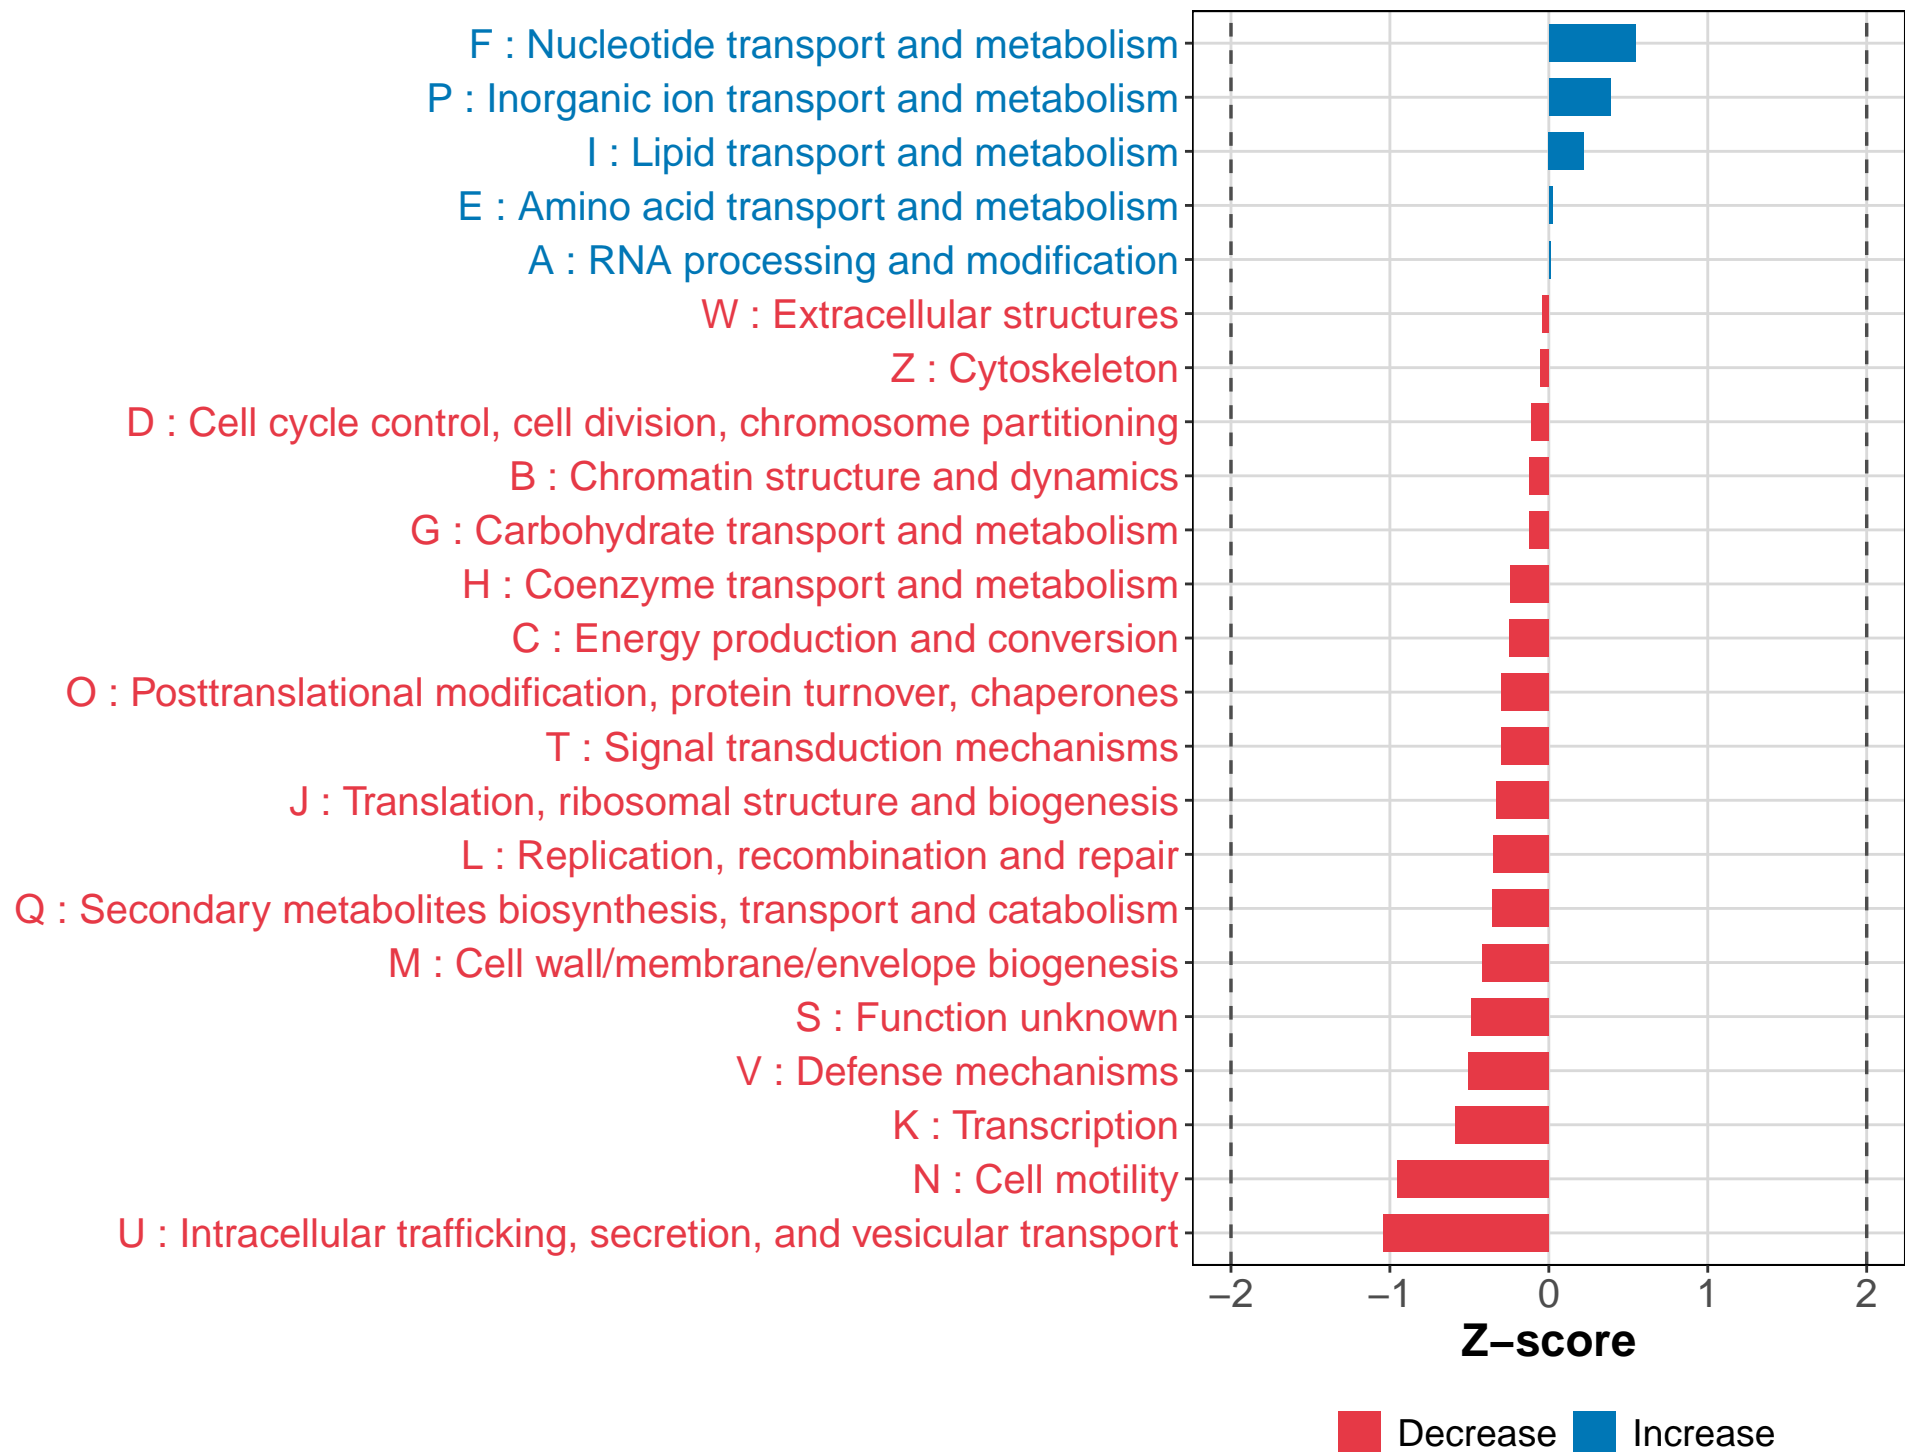 F : Nucleotide transport and metabolism
P : Inorganic ion transport and metabolism
I : Lipid transport and metabolism
E : Amino acid transport and metabolism
A : RNA processing and modification
W : Extracellular structures
Z : Cytoskeleton
D : Cell cycle control, cell division, chromosome partitioning
B : Chromatin structure and dynamics
G : Carbohydrate transport and metabolism
H : Coenzyme transport and metabolism
C : Energy production and conversion
O : Posttranslational modification, protein turnover, chaperones
T : Signal transduction mechanisms
J : Translation, ribosomal structure and biogenesis
L : Replication, recombination and repair
Q : Secondary metabolites biosynthesis, transport and catabolism
M : Cell wall/membrane/envelope biogenesis
S : Function unknown
V : Defense mechanisms
K : Transcription
N : Cell motility
U : Intracellular trafficking, secretion, and vesicular transport
−2 −1 0 1 2
Z−score
Decrease Increase